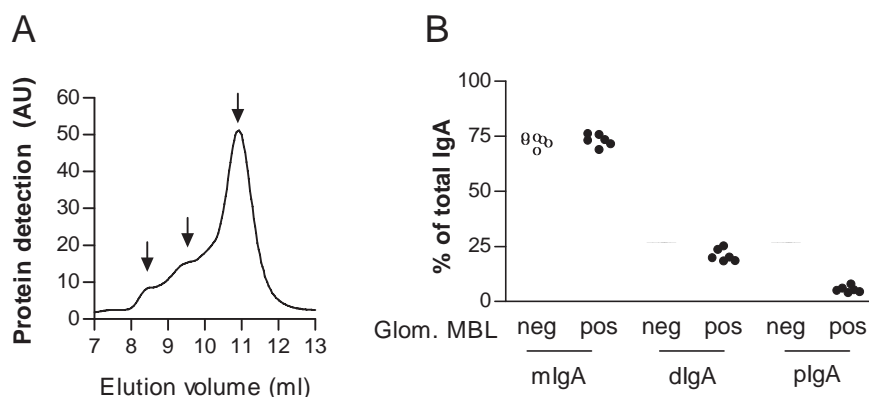 A
Protein detection (AU)
60
50
40
30
20
10
0
7 8 9 10 11 12 13
Elution volume (ml)
B
% of total IgA
100
75
50
25
0
Glom. MBL neg pos neg pos neg pos
mIgA dIgA pIgA